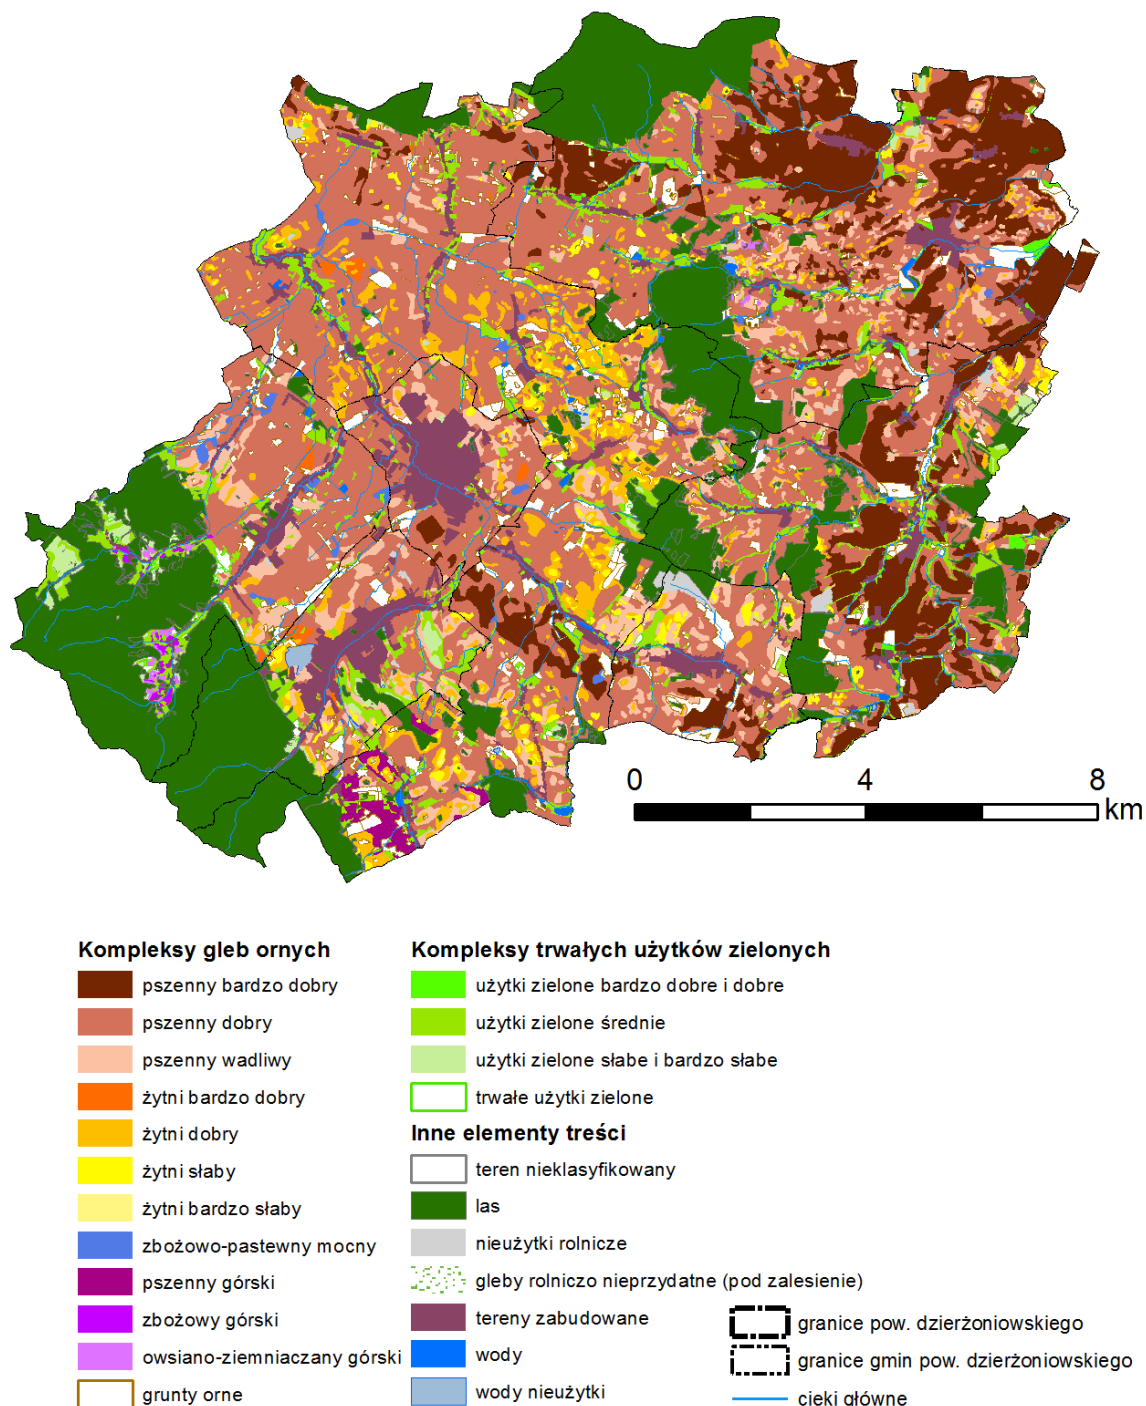 0 4 8
km
Kompleksy gleb ornych
pszenny bardzo dobry
pszenny dobry
pszenny wadliwy
żytni bardzo dobry
żytni dobry
żytni słaby
żytni bardzo słaby
zbożowo-pastewny mocny
pszenny górski
zbożowy górski
owsiano-ziemniaczany górski
grunty orne
Kompleksy trwałych użytków zielonych
użytki zielone bardzo dobre i dobre
użytki zielone średnie
użytki zielone słabe i bardzo słabe
trwałe użytki zielone
Inne elementy treści
teren nieklasyfikowany
las
nieużytki rolnicze
gleby rolniczo nieprzydatne (pod zalesienie)
tereny zabudowane
wody
wody nieużytki
granice pow. dzierżoniowskiego
granice gmin pow. dzierżoniowskiego
cieki główne